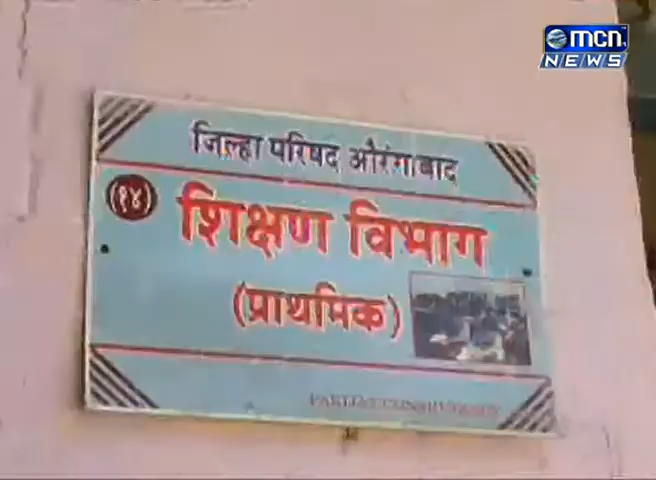 mcn
NEWS
जिल्हा परिषद औरंगाबाद
(१४) शिक्षण विभाग
(प्राथमिक)